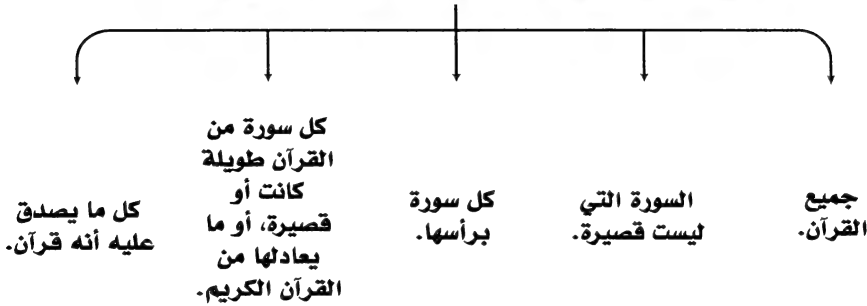 جميع
القرآن.
السورة التي
ليست قصيرة.
كل سورة
برأسها.
كل سورة من
القرآن طويلة
كانت أو
قصيرة، أو ما
يعادلها من
القرآن الكريم.
كل ما يصدق
عليه أنه قرآن.